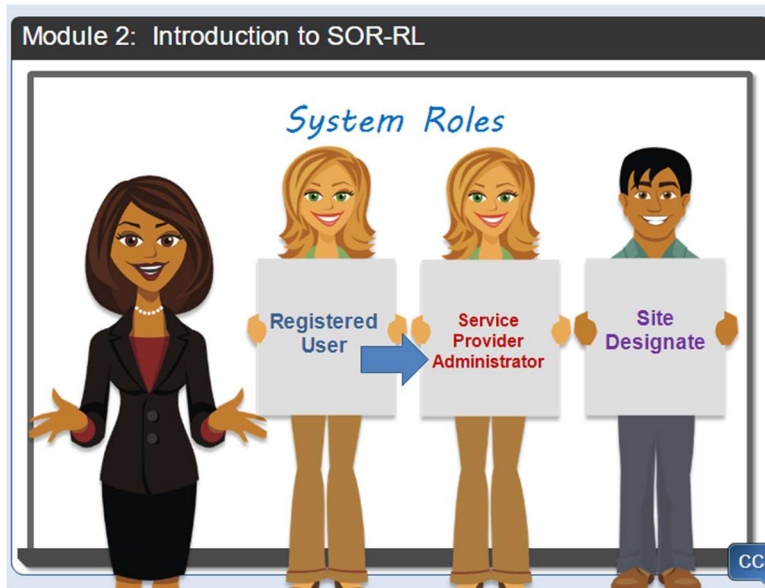 Module 2: Introduction to SOR-RL
System Roles
Registered
User
Service
Provider
Administrator
Site
Designate
CC